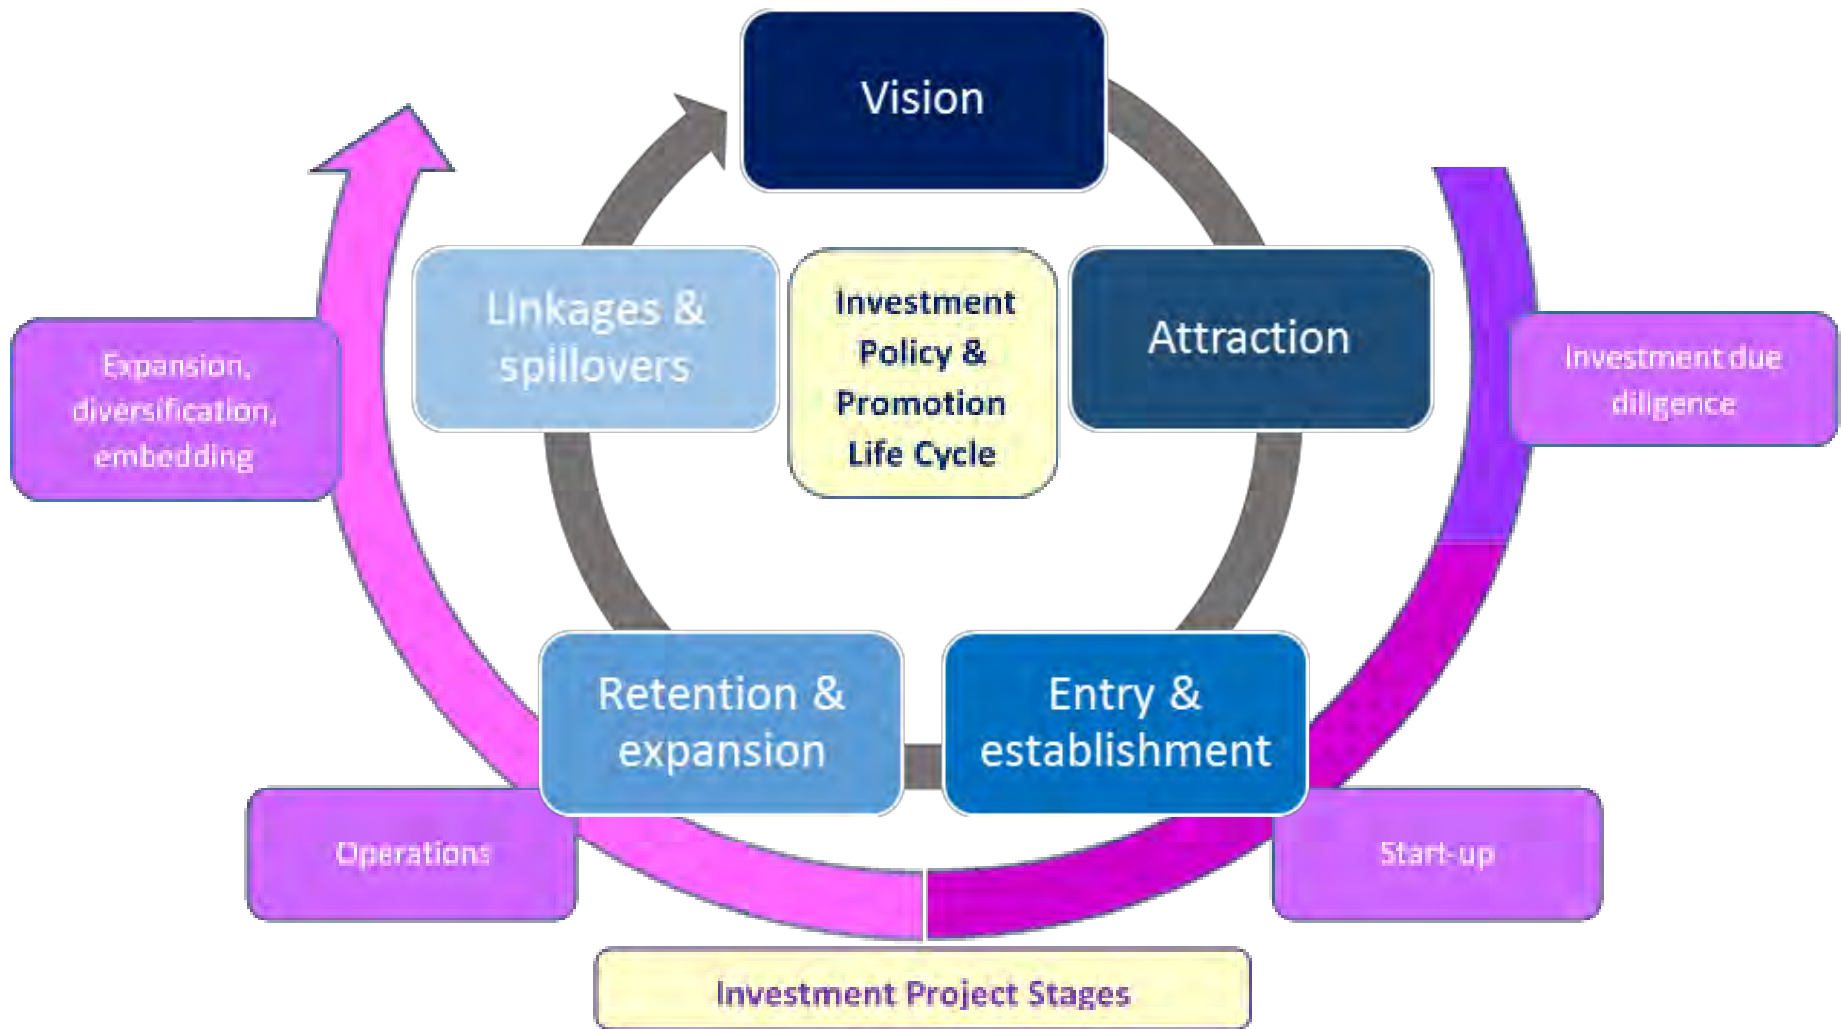 Vision
Linkages &
spillovers
Investment
Policy &
Promotion
Life Cycle
Attraction
Expansion,
diversification,
embedding
Investment due
diligence
Retention &
expansion
Entry &
establishment
Operations
Start-up
Investment Project Stages